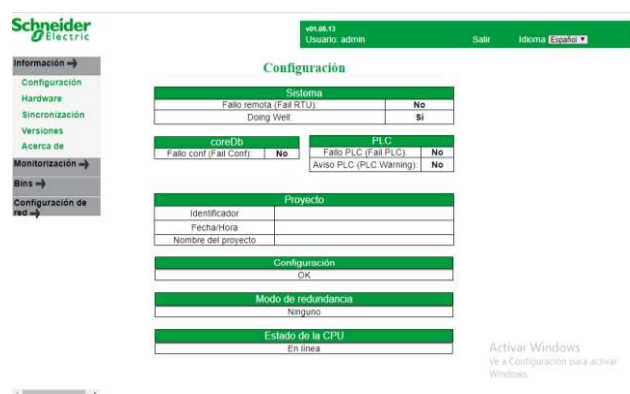 Schneider
Electric
v01.08.13
Usuario: admin
Salir
Idioma Español
Información
Configuración
Hardware
Sincronización
Versiones
Acerca de
Monitorización
Bins
Configuración de
red
Configuración
Sistema
Fallo remota (Fail RTU): No
Doing Well: Si
coreDb
Fallo conf (Fail Conf): No
PLC
Fallo PLC (Fail PLC): No
Aviso PLC (PLC Warning): No
Proyecto
Identificador
Fecha/Hora
Nombre del proyecto
Configuración
OK
Modo de redundancia
Ninguno
Estado de la CPU
En línea
Activar Windows
Ve a Configuración para activar
Windows.